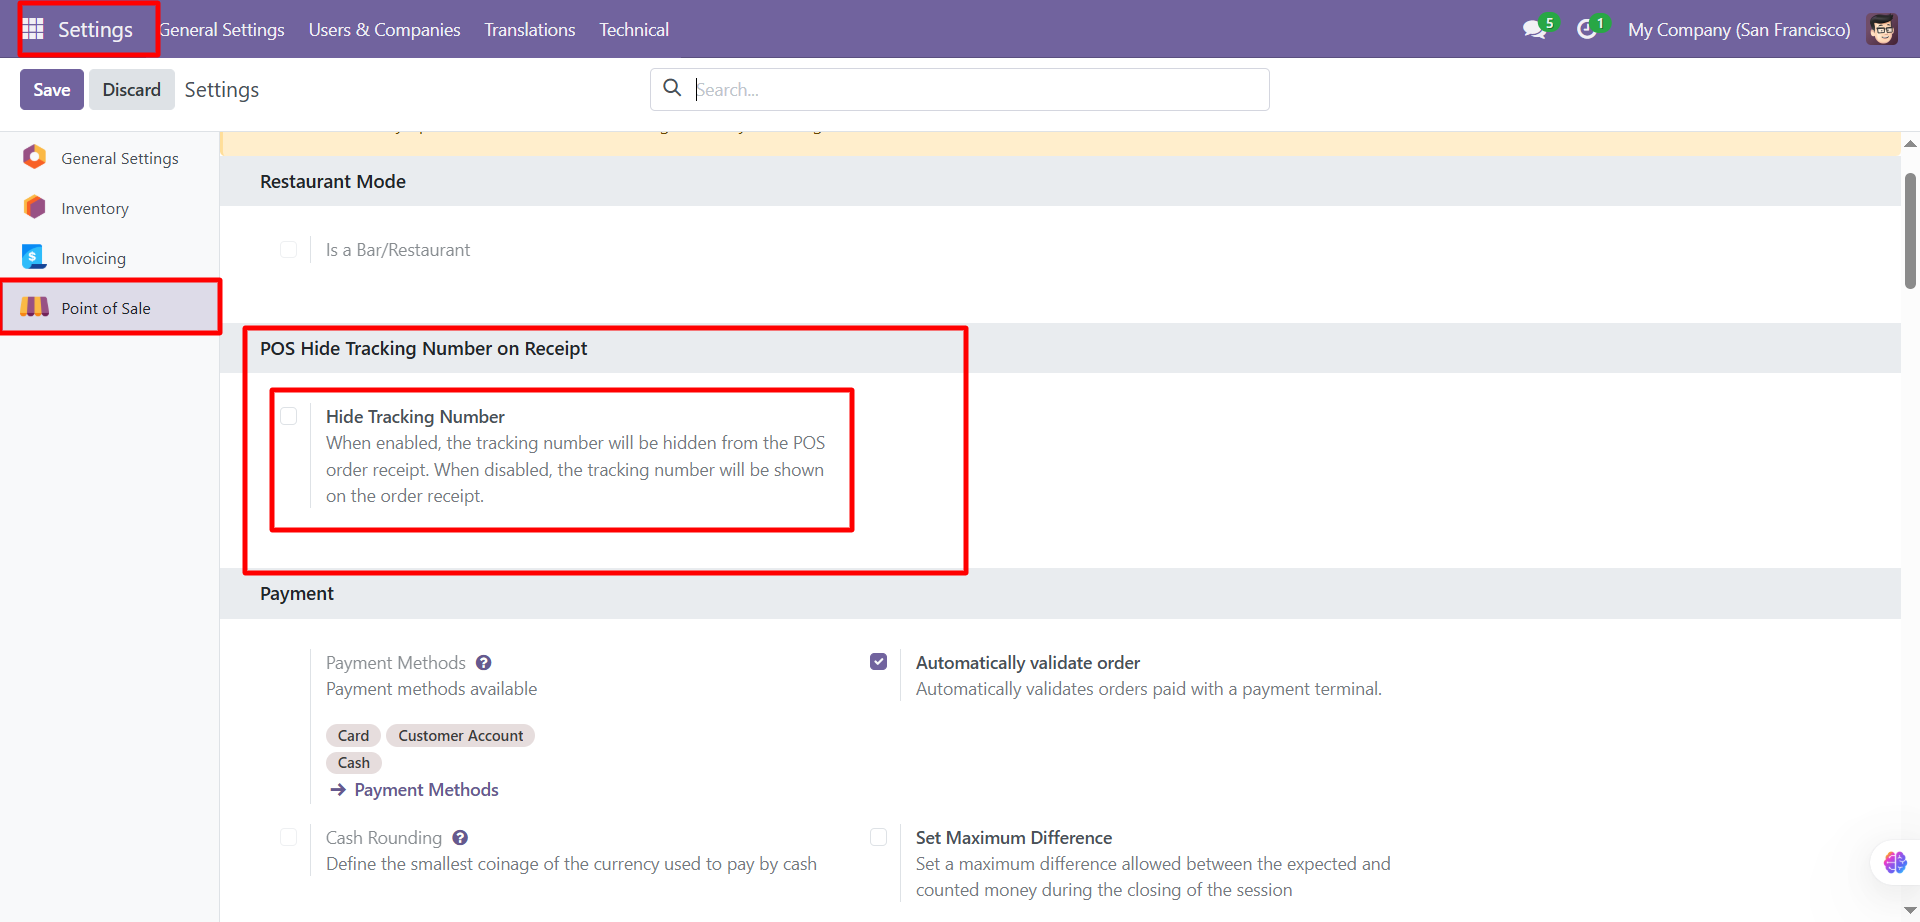 Settings General Settings Users & Companies Translations Technical 5 1 My Company (San Francisco)
Save Discard Settings Search...
General Settings
Inventory
Invoicing
Point of Sale
Restaurant Mode
Is a Bar/Restaurant
POS Hide Tracking Number on Receipt
Hide Tracking Number
When enabled, the tracking number will be hidden from the POS
order receipt. When disabled, the tracking number will be shown
on the order receipt.
Payment
Payment Methods ?
Payment methods available
Card Customer Account
Cash
→ Payment Methods
Automatically validate order
Automatically validates orders paid with a payment terminal.
Cash Rounding ?
Define the smallest coinage of the currency used to pay by cash
Set Maximum Difference
Set a maximum difference allowed between the expected and
counted money during the closing of the session